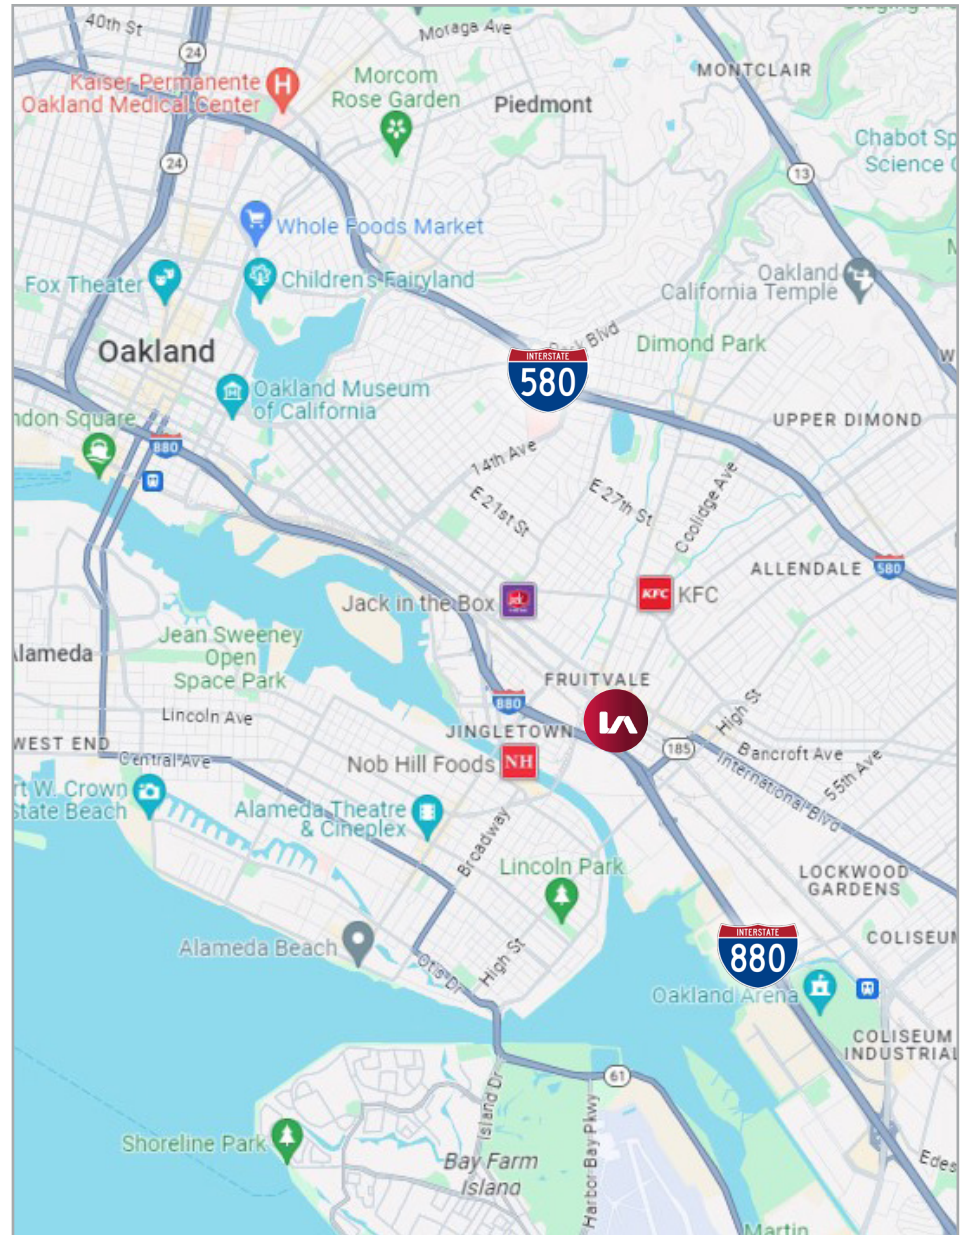 40th St
Moraga Ave
24
MONTCLAIR
Kaiser Permanente
Oakland Medical Center
H
Morcom
Rose Garden
Piedmont
Chabot Sp
Science C
24
13
Whole Foods Market
Fox Theater
Children's Fairyland
Oakland
California Temple
Oakland
Dimond Park
INTERSTATE
580
Oakland Museum
of California
ndon Square
880
UPPER DIMOND
14th Ave
E 21st St
E 27th St
Coolidge Ave
ALLENDALE
580
Jack in the Box
KFC
KFC
Jean Sweeney
Open
Space Park
lameda
FRUITVALE
Lincoln Ave
880
JINGLETOWN
High St
185
WEST END
Central Ave
Nob Hill Foods
NH
Bancroft Ave
International Blvd
55th Ave
rt W. Crown
State Beach
Alameda Theatre
& Cineplex
Broadway
Lincoln Park
LOCKWOOD
GARDENS
INTERSTATE
880
COLISEUM
Alameda Beach
Otis Dr
High St
Oakland Arena
COLISEUM
INDUSTRIAL
61
Island Dr
Harbor Bay Pkwy
Shoreline Park
Bay Farm
Island
Edes
Martin